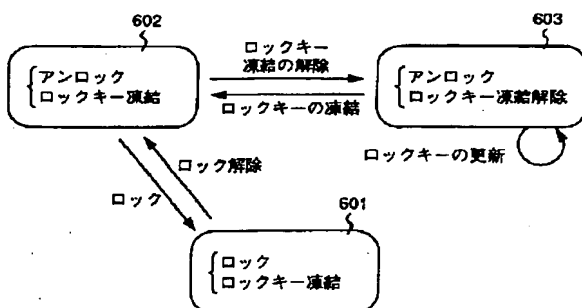 602
603
アンロック
ロックキー凍結
ロックキー
凍結の解除
ロックキーの凍結
アンロック
ロックキー凍結解除
ロックキーの更新
ロック解除
ロック
601
ロック
ロックキー凍結